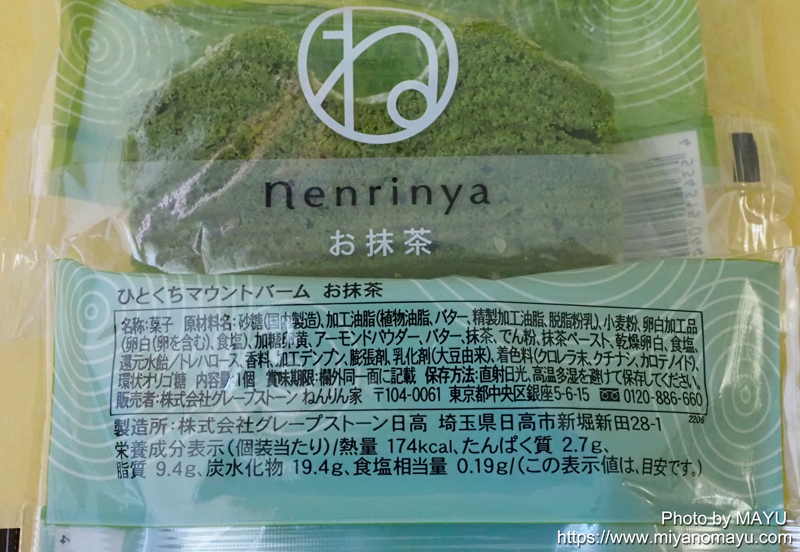 ね
nenrinya
お抹茶
ひとくちマウントバーム お抹茶
名称:菓子 原材料名:砂糖(国内製造)、加工油脂(植物油脂、バター、精製加工油脂、脱脂粉乳)、小麦粉、卵白加工品
(卵白(卵を含む)、食塩)、加糖卵黄、アーモンドパウダー、バター、抹茶、でん粉、抹茶ペースト、乾燥卵白、食塩、
還元水飴/トレハロース、香料、加工デンプン、膨張剤、乳化剤(大豆由来)、着色料(クロレラ末、クチナシ、カロテノイド)、
環状オリゴ糖 内容量:1個 賞味期限:欄外同一面に記載 保存方法:直射日光、高温多湿を避けて保存してください。
販売者:株式会社グレープストーン ねんりん家 〒104-0061 東京都中央区銀座5-6-15 0120-886-660
2206
製造所:株式会社グレープストーン日高 埼玉県日高市新堀新田28-1
栄養成分表示(個装当たり)/熱量 174kcal、たんぱく質 2.7g、
脂質 9.4g、炭水化物 19.4g、食塩相当量 0.19g/(この表示値は、目安です。)
Photo by MAYU
https://www.miyanomayu.com/